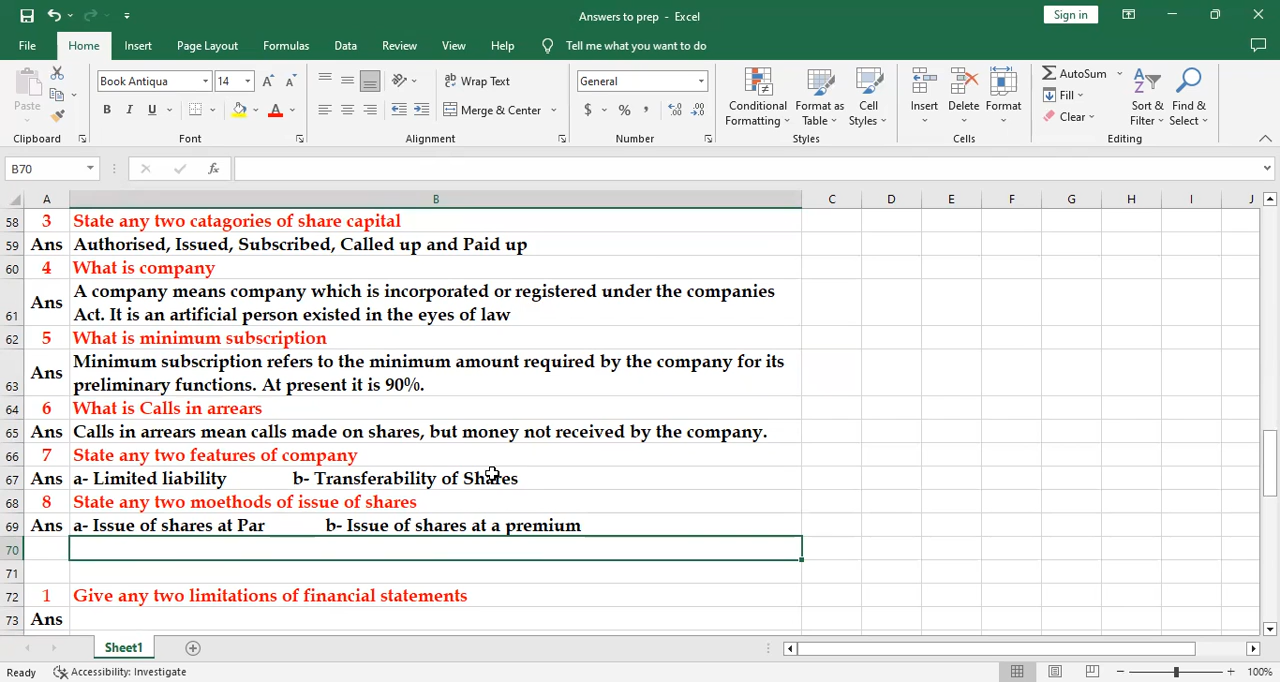 Answers to prep - Excel
Sign in
File Home Insert Page Layout Formulas Data Review View Help Tell me what you want to do
Paste
Book Antiqua 14
B I U
Wrap Text
Merge & Center
General
$ % ,
Conditional Formatting
Format as Table
Cell Styles
Insert
Delete
Format
AutoSum
Fill
Clear
Sort & Filter
Find & Select
Clipboard Font Alignment Number Styles Cells Editing
B70 fx
A B C D E F G H I J
58 3 State any two catagories of share capital
59 Ans Authorised, Issued, Subscribed, Called up and Paid up
60 4 What is company
61 Ans A company means company which is incorporated or registered under the companies
Act. It is an artificial person existed in the eyes of law
62 5 What is minimum subscription
63 Ans Minimum subscription refers to the minimum amount required by the company for its
preliminary functions. At present it is 90%.
64 6 What is Calls in arrears
65 Ans Calls in arrears mean calls made on shares, but money not received by the company.
66 7 State any two features of company
67 Ans a- Limited liability b- Transferability of Shares
68 8 State any two moethods of issue of shares
69 Ans a- Issue of shares at Par b- Issue of shares at a premium
70
71
72 1 Give any two limitations of financial statements
73 Ans
Sheet1
Ready Accessibility: Investigate 100%